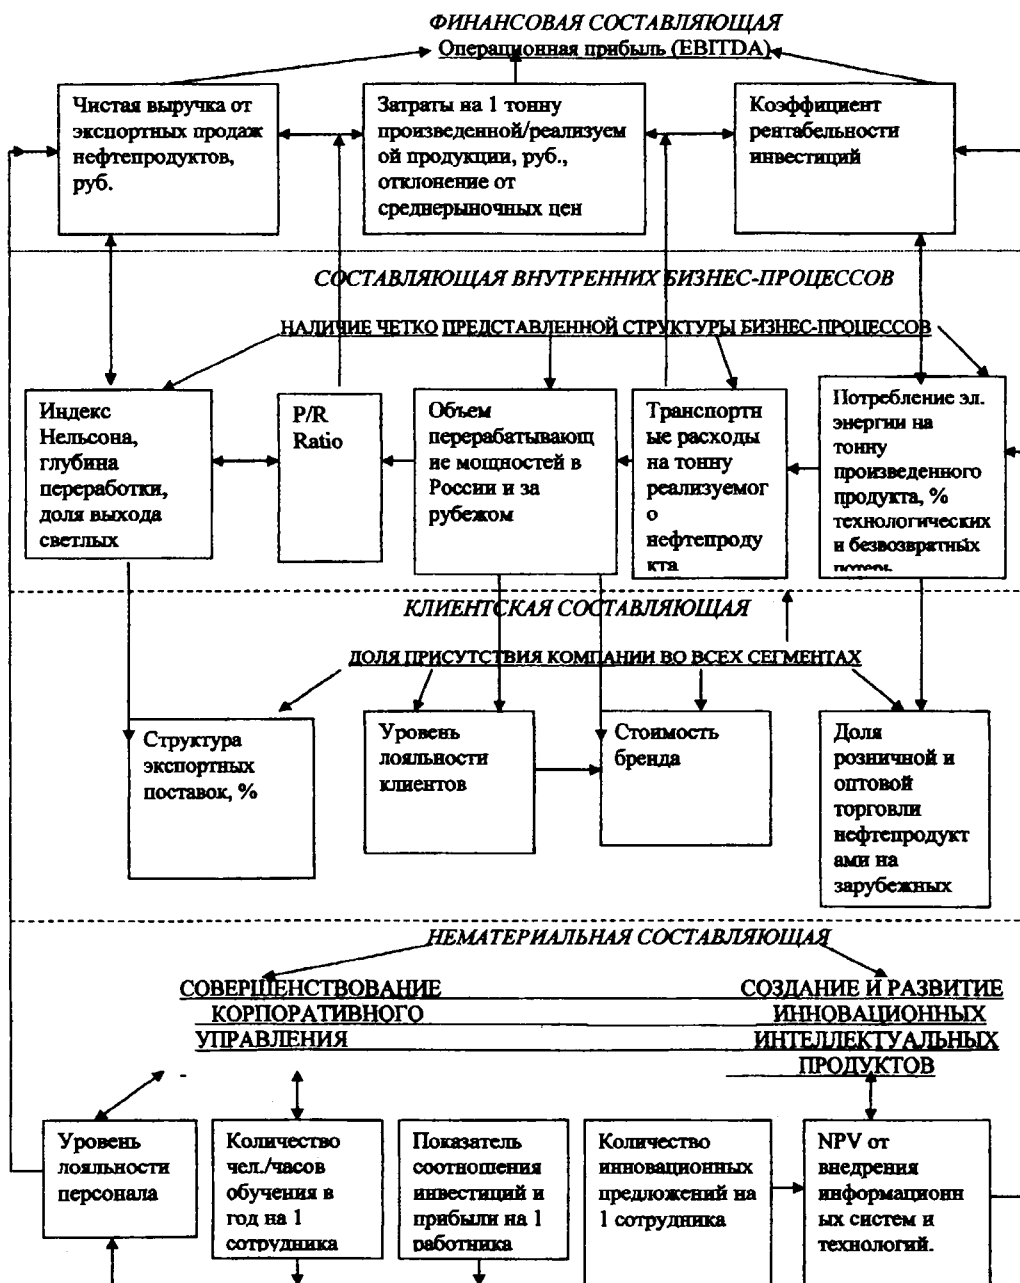 ФИНАНСОВАЯ СОСТАВЛЯЮЩАЯ
Операционная прибыль (EBITDA)
Чистая выручка от
экспортных продаж
нефтепродуктов,
руб.
Затраты на 1 тонну
произведенной/реализуем
ой продукции, руб.,
отклонение от
среднерыночных цен
Коэффициент
рентабельности
инвестиций
СОСТАВЛЯЮЩАЯ ВНУТРЕННИХ БИЗНЕС-ПРОЦЕССОВ
НАЛИЧИЕ ЧЕТКО ПРЕДСТАВЛЕННОЙ СТРУКТУРЫ БИЗНЕС-ПРОЦЕССОВ
Индекс
Нельсона,
глубина
переработки,
доля выхода
светлых
P/R
Ratio
Объем
перерабатывающ
ие мощностей в
России и за
рубежом
Транспортн
ые расходы
на тонну
реализуемог
о
нефтепроду
кта
Потребление эл.
энергии на
тонну
произведенного
продукта, %
технологических
и безвозвратных
потерь
КЛИЕНТСКАЯ СОСТАВЛЯЮЩАЯ
ДОЛЯ ПРИСУТСТВИЯ КОМПАНИИ ВО ВСЕХ СЕГМЕНТАХ
Структура
экспортных
поставок, %
Уровень
лояльности
клиентов
Стоимость
бренда
Доля
розничной и
оптовой
торговли
нефтепродукт
ами на
зарубежных
НЕМАТЕРИАЛЬНАЯ СОСТАВЛЯЮЩАЯ
СОВЕРШЕНСТВОВАНИЕ
КОРПОРАТИВНОГО
УПРАВЛЕНИЯ
СОЗДАНИЕ И РАЗВИТИЕ
ИННОВАЦИОННЫХ
ИНТЕЛЛЕКТУАЛЬНЫХ
ПРОДУКТОВ
Уровень
лояльности
персонала
Количество
чел./часов
обучения в
год на 1
сотрудника
Показатель
соотношения
инвестиций и
прибыли на 1
работника
Количество
инновационных
предложений на
1 сотрудника
NPV от
внедрения
информационн
ых систем и
технологий.